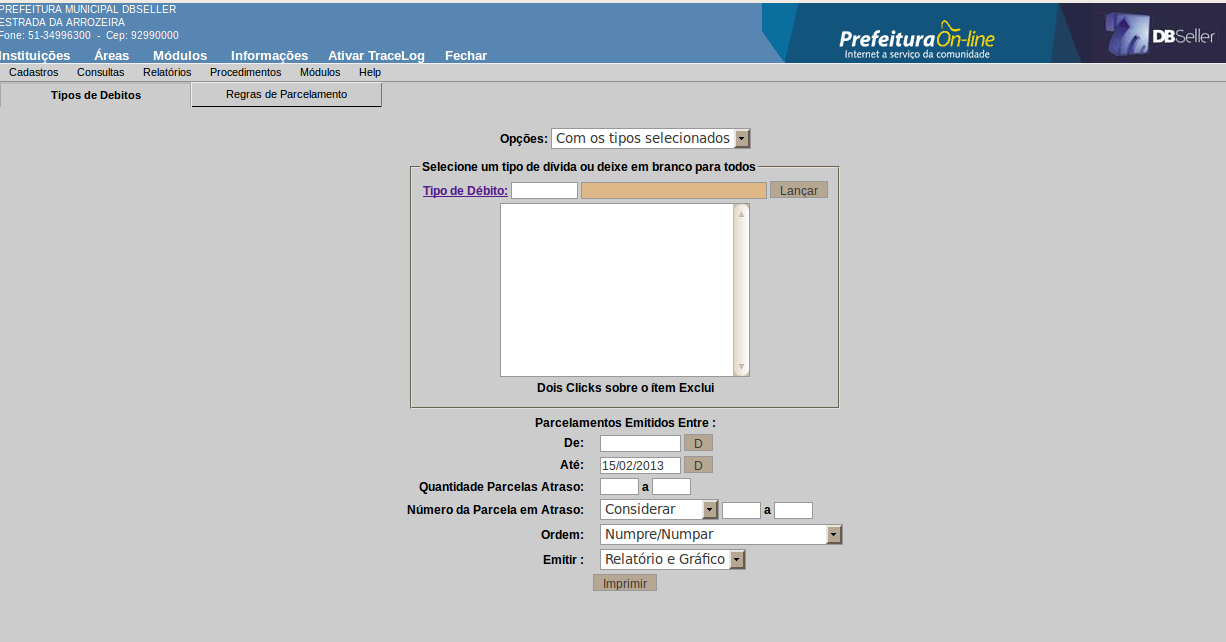 PREFEITURA MUNICIPAL DBSELLER
ESTRADA DA ARROZEIRA
Fone: 51-34996300 - Cep: 92990000
PrefeituraOn-line
Internet a serviço da comunidade
DBSeller
Instituições Áreas Módulos Informações Ativar TraceLog Fechar
Cadastros Consultas Relatórios Procedimentos Módulos Help
Tipos de Debitos Regras de Parcelamento
Opções: Com os tipos selecionados
Selecione um tipo de dívida ou deixe em branco para todos
Tipo de Débito: Lançar
Dois Clicks sobre o ítem Exclui
Parcelamentos Emitidos Entre :
De: D
Até: 15/02/2013 D
Quantidade Parcelas Atraso: a
Número da Parcela em Atraso: Considerar a
Ordem: Numpre/Numpar
Emitir : Relatório e Gráfico
Imprimir